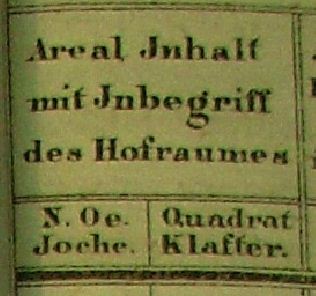 Areal Jnhalt
mit Jnbegriff
des Hofraumes
N. Oe. Quadrat
Joche. Klafter.